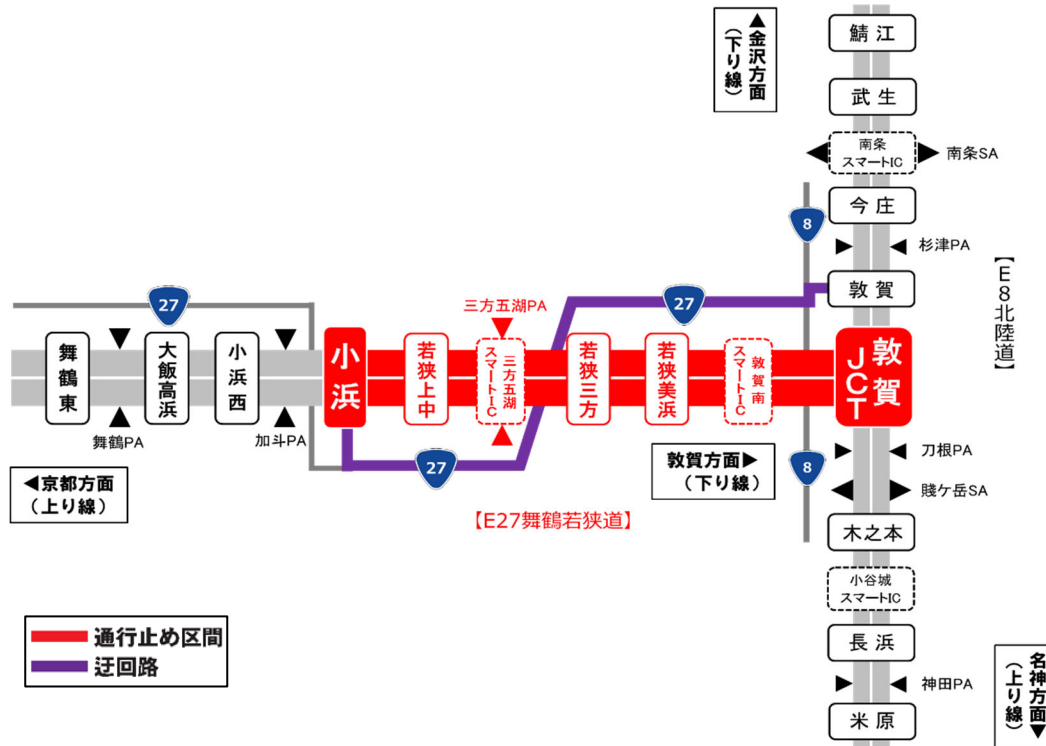 ▲金沢方面
(下り線)
鯖江
武生
南条
スマートIC
南条SA
今庄
8
杉津PA
敦賀
【E8北陸道】
27
27
三方五湖PA
舞鶴東
大飯高浜
小浜西
小浜
若狭上中
三方五湖
スマートIC
若狭三方
若狭美浜
敦賀南
スマートIC
敦賀
JCT
舞鶴PA
加斗PA
27
8
刀根PA
賤ケ岳SA
◀京都方面
(上り線)
敦賀方面▶
(下り線)
【E27舞鶴若狭道】
木之本
小谷城
スマートIC
長浜
神田PA
米原
名神方面▼
(上り線)
通行止め区間
迂回路